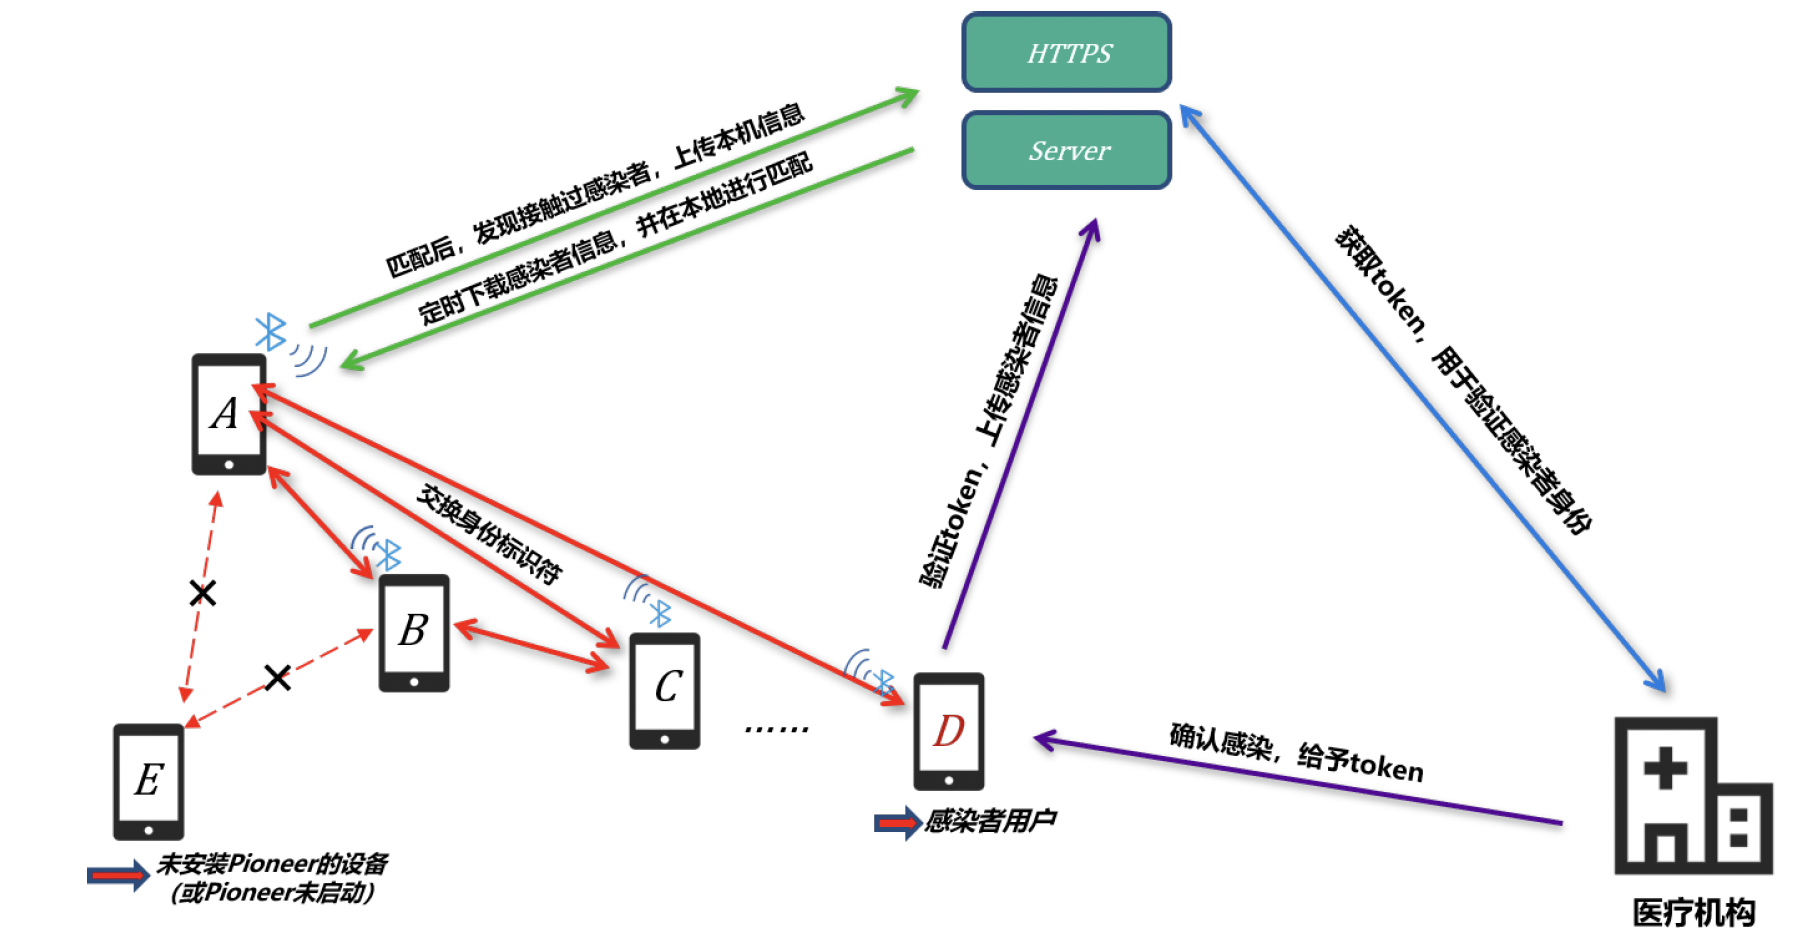 HTTPS
Server
匹配后，发现接触过感染者，上传本机信息
定时下载感染者信息，并在本地进行匹配
获取token，用于验证感染者身份
验证token，上传感染者信息
A
交换身份标识符
B
C
......
D
E
确认感染，给予token
感染者用户
未安装Pioneer的设备
（或Pioneer未启动）
医疗机构